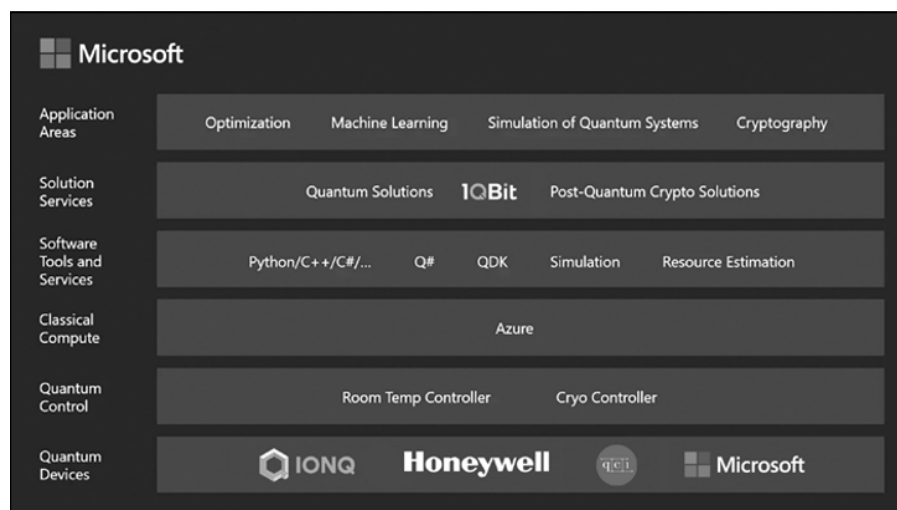 Microsoft
Application
Areas
Optimization Machine Learning Simulation of Quantum Systems Cryptography
Solution
Services
Quantum Solutions 1QBit Post-Quantum Crypto Solutions
Software
Tools and
Services
Python/C++/C#/... Q# QDK Simulation Resource Estimation
Classical
Compute
Azure
Quantum
Control
Room Temp Controller Cryo Controller
Quantum
Devices
IONQ Honeywell qci Microsoft